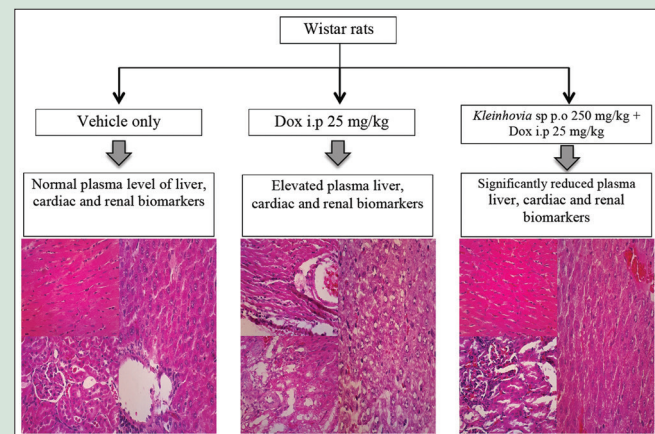 Wistar rats
Vehicle only
Dox i.p 25 mg/kg
Kleinhovia sp p.o 250 mg/kg +
Dox i.p 25 mg/kg
Normal plasma level of liver,
cardiac and renal biomarkers
Elevated plasma liver,
cardiac and renal biomarkers
Significantly reduced plasma
liver, cardiac and renal
biomarkers